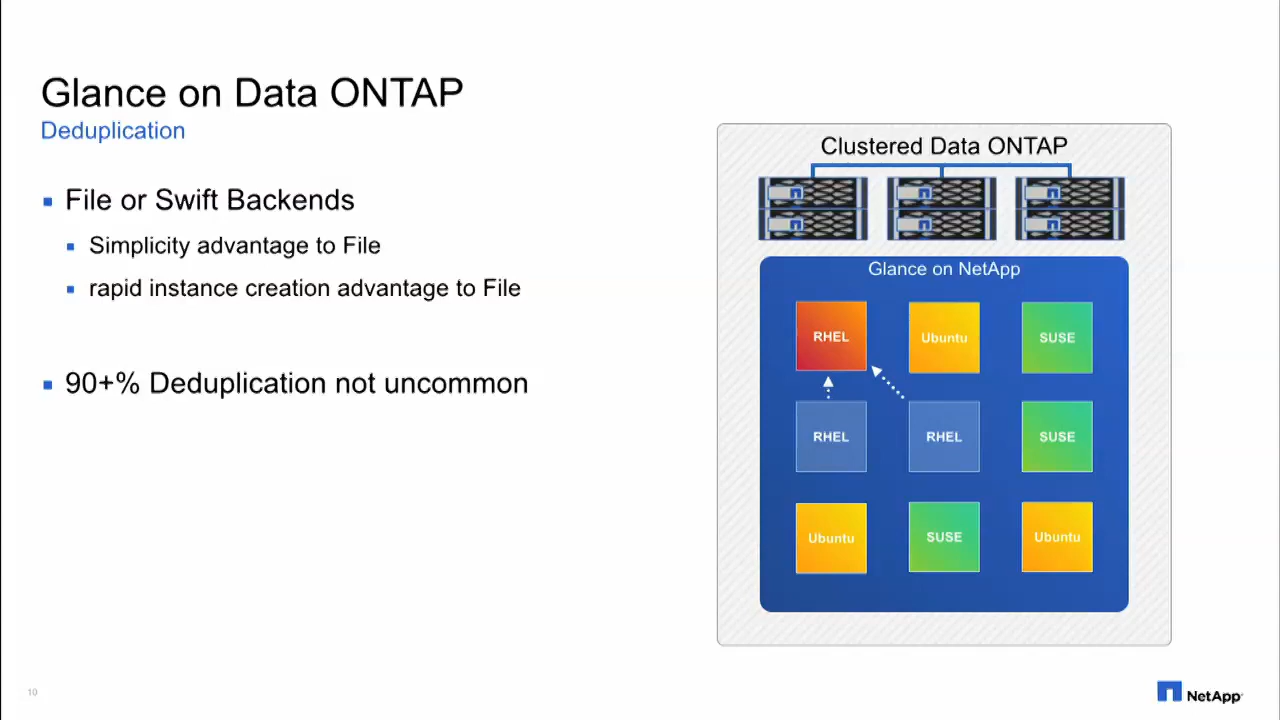 Glance on Data ONTAP
Deduplication
File or Swift Backends
Simplicity advantage to File
rapid instance creation advantage to File
90+% Deduplication not uncommon
Clustered Data ONTAP
Glance on NetApp
RHEL
Ubuntu
SUSE
RHEL
RHEL
SUSE
Ubuntu
SUSE
Ubuntu
10
NetApp